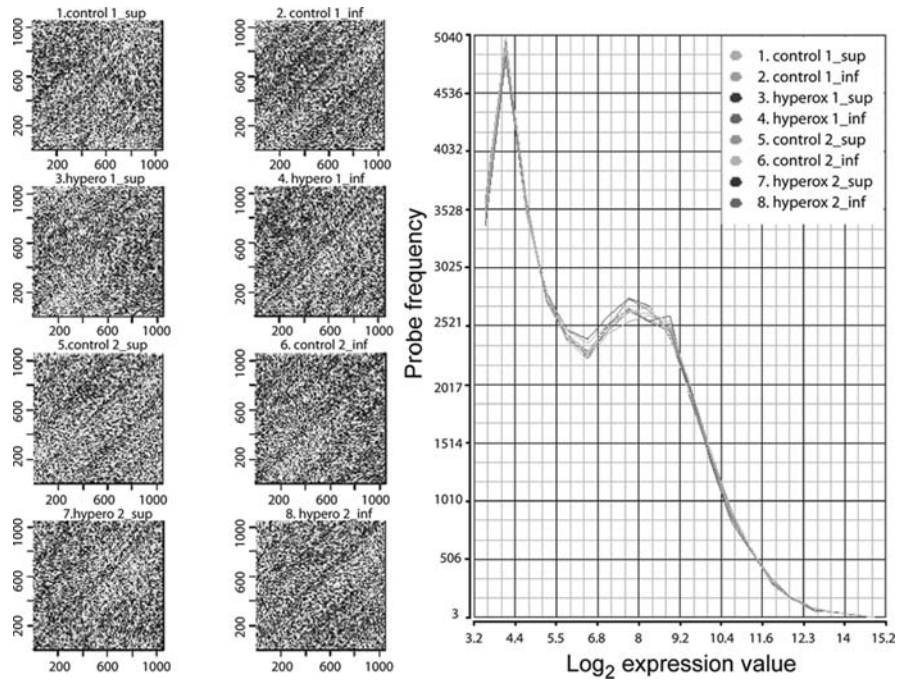 1.control 1_sup
1000
600
200
200 600 1000
2. control 1_inf
1000
600
200
200 600 1000
3.hypero 1_sup
1000
600
200
200 600 1000
4. hypero 1_inf
1000
600
200
200 600 1000
5.control 2_sup
1000
600
200
200 600 1000
6. control 2_inf
1000
600
200
200 600 1000
7.hypero 2_sup
1000
600
200
200 600 1000
8. hypero 2_inf
1000
600
200
200 600 1000
Probe frequency
5040
4536
4032
3528
3025
2521
2017
1514
1010
506
3
1. control 1_sup
2. control 1_inf
3. hyperox 1_sup
4. hyperox 1_inf
5. control 2_sup
6. control 2_inf
7. hyperox 2_sup
8. hyperox 2_inf
3.2 4,4 5,5 6,8 8 9,2 10,4 11,6 12,3 14 15,2
Log2 expression value